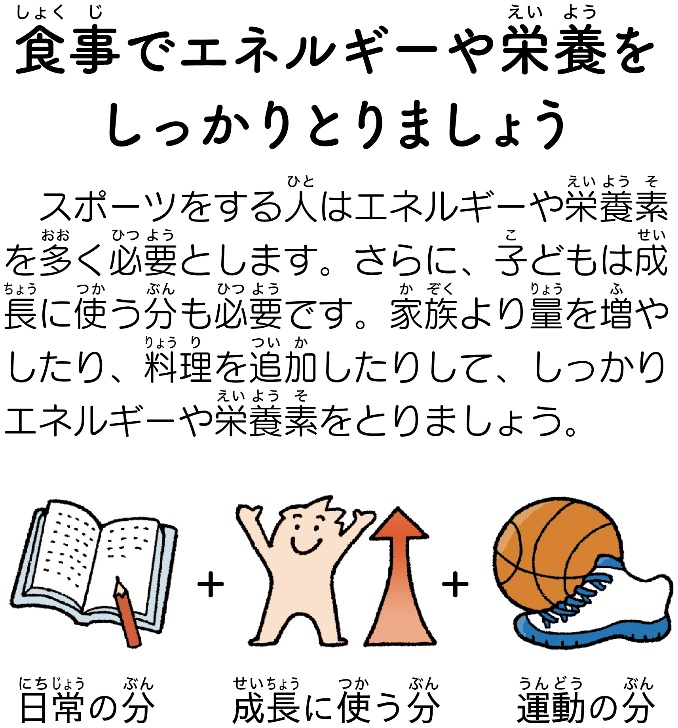 食事でエネルギーや栄養を
しっかりとりましょう
スポーツをする人はエネルギーや栄養素
を多く必要とします。さらに、子どもは成
長に使う分も必要です。家族より量を増や
したり、料理を追加したりして、しっかり
エネルギーや栄養素をとりましょう。
+ +
日常の分 成長に使う分 運動の分